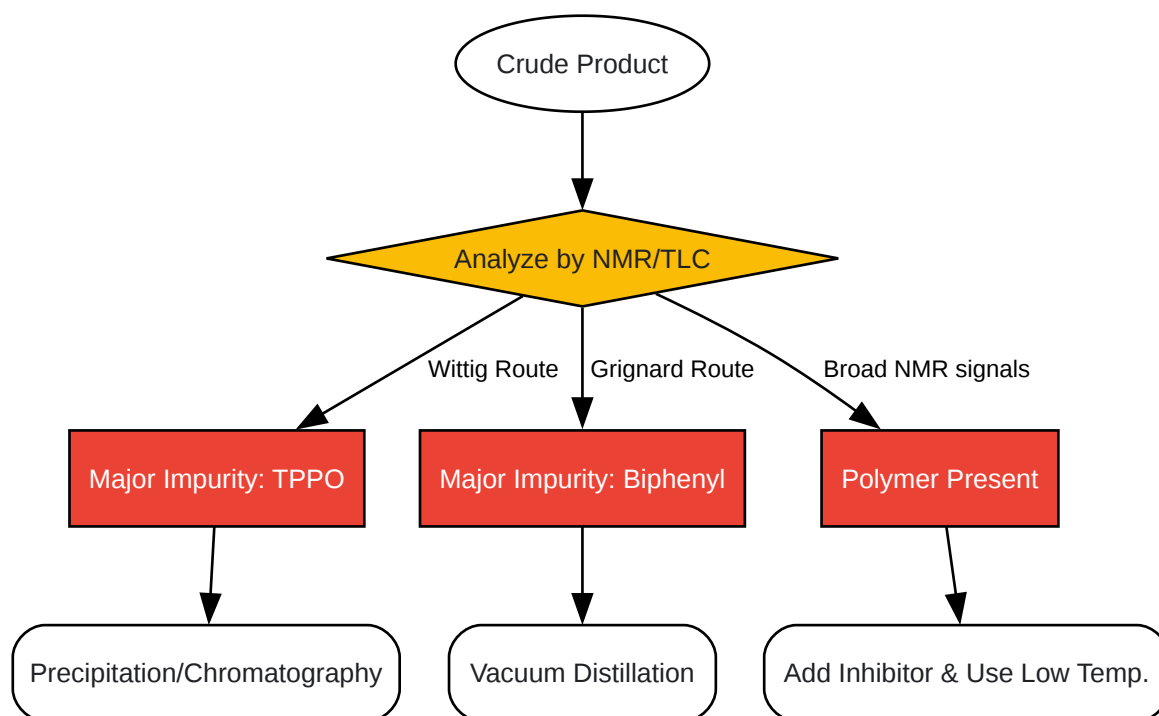 Crude Product
Analyze by NMR/TLC
Wittig Route
Grignard Route
Broad NMR signals
Major Impurity: TPPO
Major Impurity: Biphenyl
Polymer Present
Precipitation/Chromatography
Vacuum Distillation
Add Inhibitor & Use Low Temp.